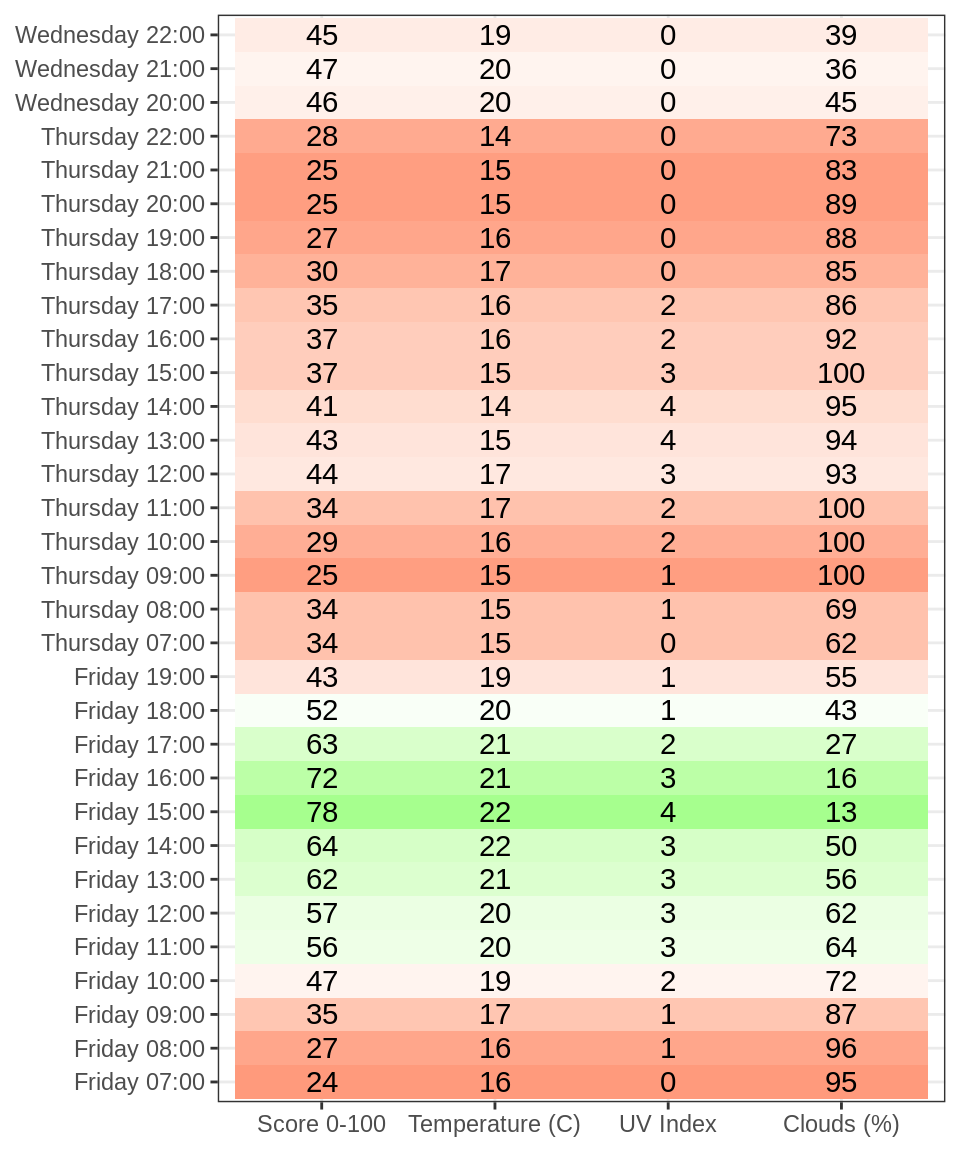 Wednesday 22:00 45 19 0 39
Wednesday 21:00 47 20 0 36
Wednesday 20:00 46 20 0 45
Thursday 22:00 28 14 0 73
Thursday 21:00 25 15 0 83
Thursday 20:00 25 15 0 89
Thursday 19:00 27 16 0 88
Thursday 18:00 30 17 0 85
Thursday 17:00 35 16 2 86
Thursday 16:00 37 16 2 92
Thursday 15:00 37 15 3 100
Thursday 14:00 41 14 4 95
Thursday 13:00 43 15 4 94
Thursday 12:00 44 17 3 93
Thursday 11:00 34 17 2 100
Thursday 10:00 29 16 2 100
Thursday 09:00 25 15 1 100
Thursday 08:00 34 15 1 69
Thursday 07:00 34 15 0 62
Friday 19:00 43 19 1 55
Friday 18:00 52 20 1 43
Friday 17:00 63 21 2 27
Friday 16:00 72 21 3 16
Friday 15:00 78 22 4 13
Friday 14:00 64 22 3 50
Friday 13:00 62 21 3 56
Friday 12:00 57 20 3 62
Friday 11:00 56 20 3 64
Friday 10:00 47 19 2 72
Friday 09:00 35 17 1 87
Friday 08:00 27 16 1 96
Friday 07:00 24 16 0 95
Score 0-100 Temperature (C) UV Index Clouds (%)